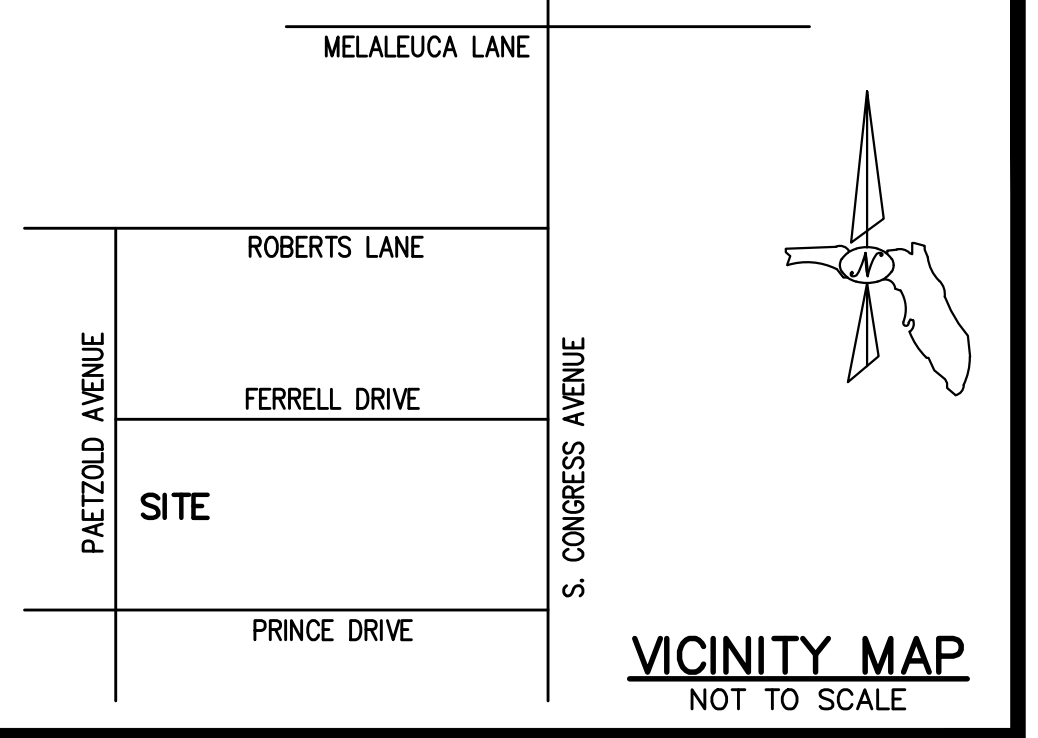 MELALEUCA LANE
ROBERTS LANE
N
PAETZOLD AVENUE
FERRELL DRIVE
S. CONGRESS AVENUE
SITE
PRINCE DRIVE
VICINITY MAP
NOT TO SCALE